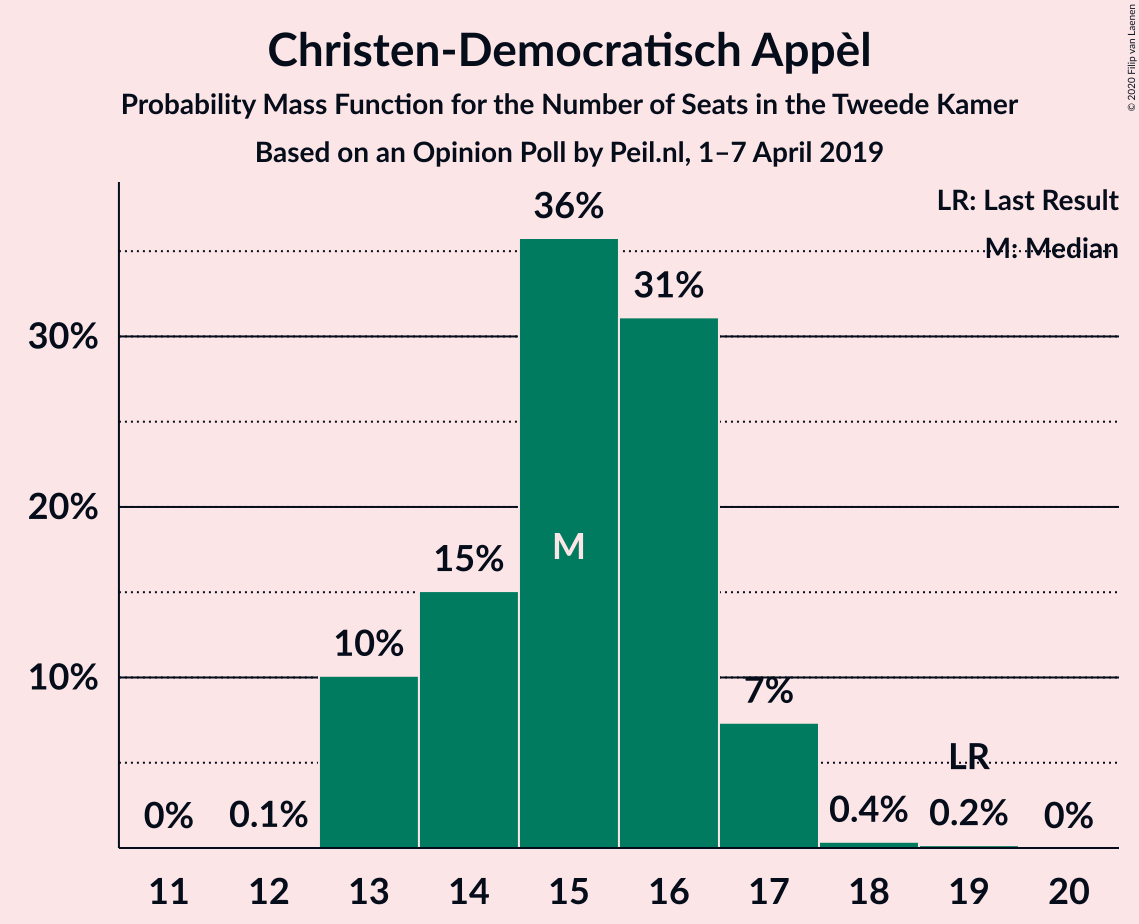 Christen-Democratisch Appèl
Probability Mass Function for the Number of Seats in the Tweede Kamer
Based on an Opinion Poll by Peil.nl, 1–7 April 2019
© 2020 Filip van Laenen
LR: Last Result
M: Median
36%
31%
30%
20%
15%
M
10%
10%
7%
LR
0%
0.1%
0.4%
0.2%
0%
11 12 13 14 15 16 17 18 19 20